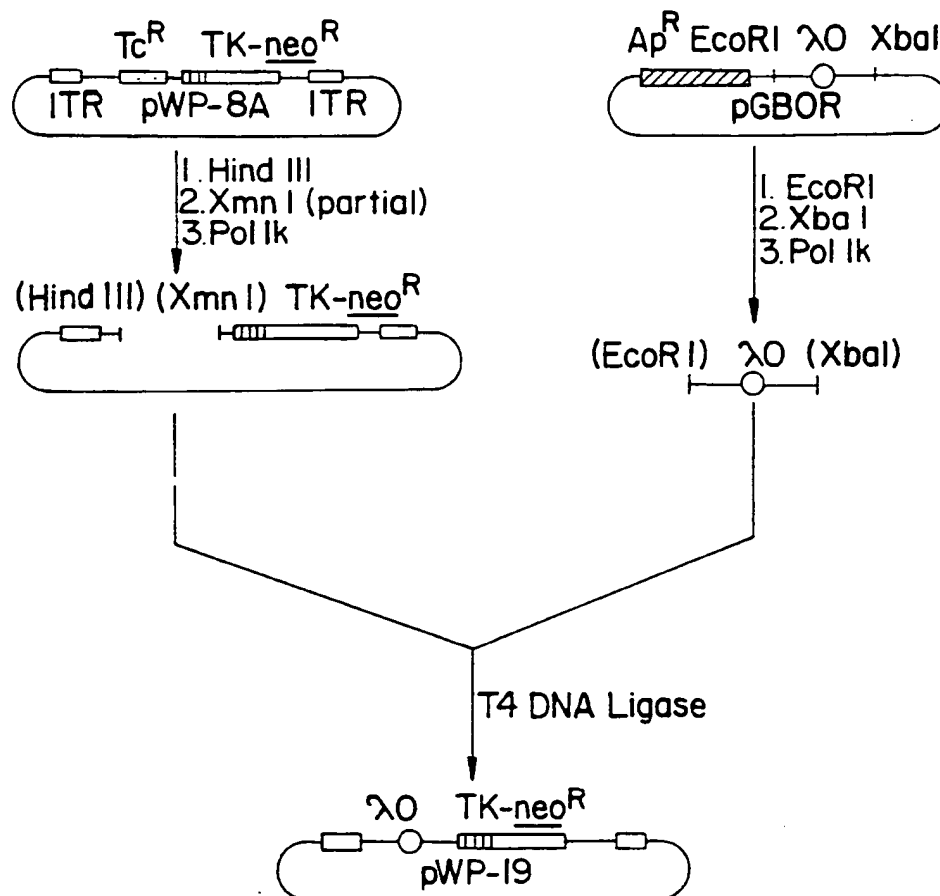 Tc^R TK-neo^R
ITR pWP-8A ITR
1. Hind III
2. Xmn I (partial)
3. Pol Ik
(Hind III) (Xmn I) TK-neo^R
Ap^R EcoRI λO XbaI
pGBOR
1. EcoRI
2. Xba I
3. Pol Ik
(EcoR I) λO (XbaI)
T4 DNA Ligase
λO TK-neo^R
pWP-19